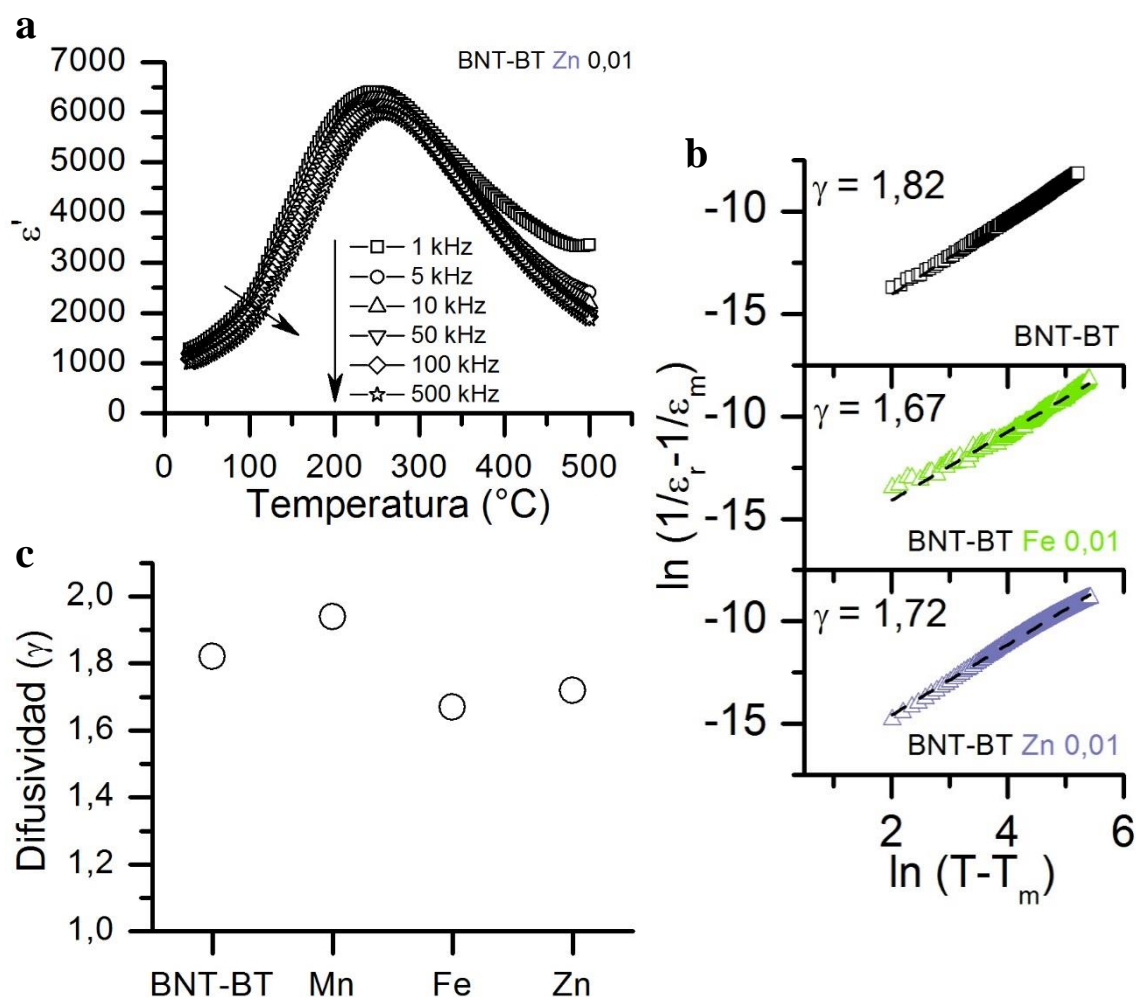 a
BNT-BT Zn 0,01
7000
6000
5000
4000
3000
2000
1000
0
ε'
1 kHz
5 kHz
10 kHz
50 kHz
100 kHz
500 kHz
0 100 200 300 400 500
Temperatura (°C)
b
γ = 1,82
-10
-15
BNT-BT
γ = 1,67
-10
-15
BNT-BT Fe 0,01
γ = 1,72
-10
-15
BNT-BT Zn 0,01
ln (1/εr-1/εm)
2 4 6
ln (T-Tm)
c
2,0
1,8
1,6
1,4
1,2
1,0
Difusividad (γ)
BNT-BT Mn Fe Zn